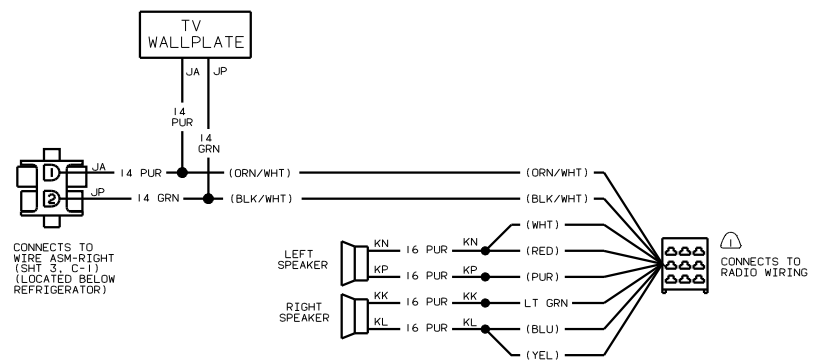 TV
WALLPLATE
JA
JP
14
PUR
14
GRN
1
JA
14 PUR
(ORN/WHT)
(ORN/WHT)
2
JP
14 GRN
(BLK/WHT)
(BLK/WHT)
CONNECTS TO
WIRE ASM-RIGHT
(SHT 3, C-1)
(LOCATED BELOW
REFRIGERATOR)
(WHT)
LEFT
SPEAKER
KN
16 PUR
KN
(RED)
KP
16 PUR
KP
(PUR)
RIGHT
SPEAKER
KK
16 PUR
KK
LT GRN
KL
16 PUR
KL
(BLU)
(YEL)
1
CONNECTS TO
RADIO WIRING